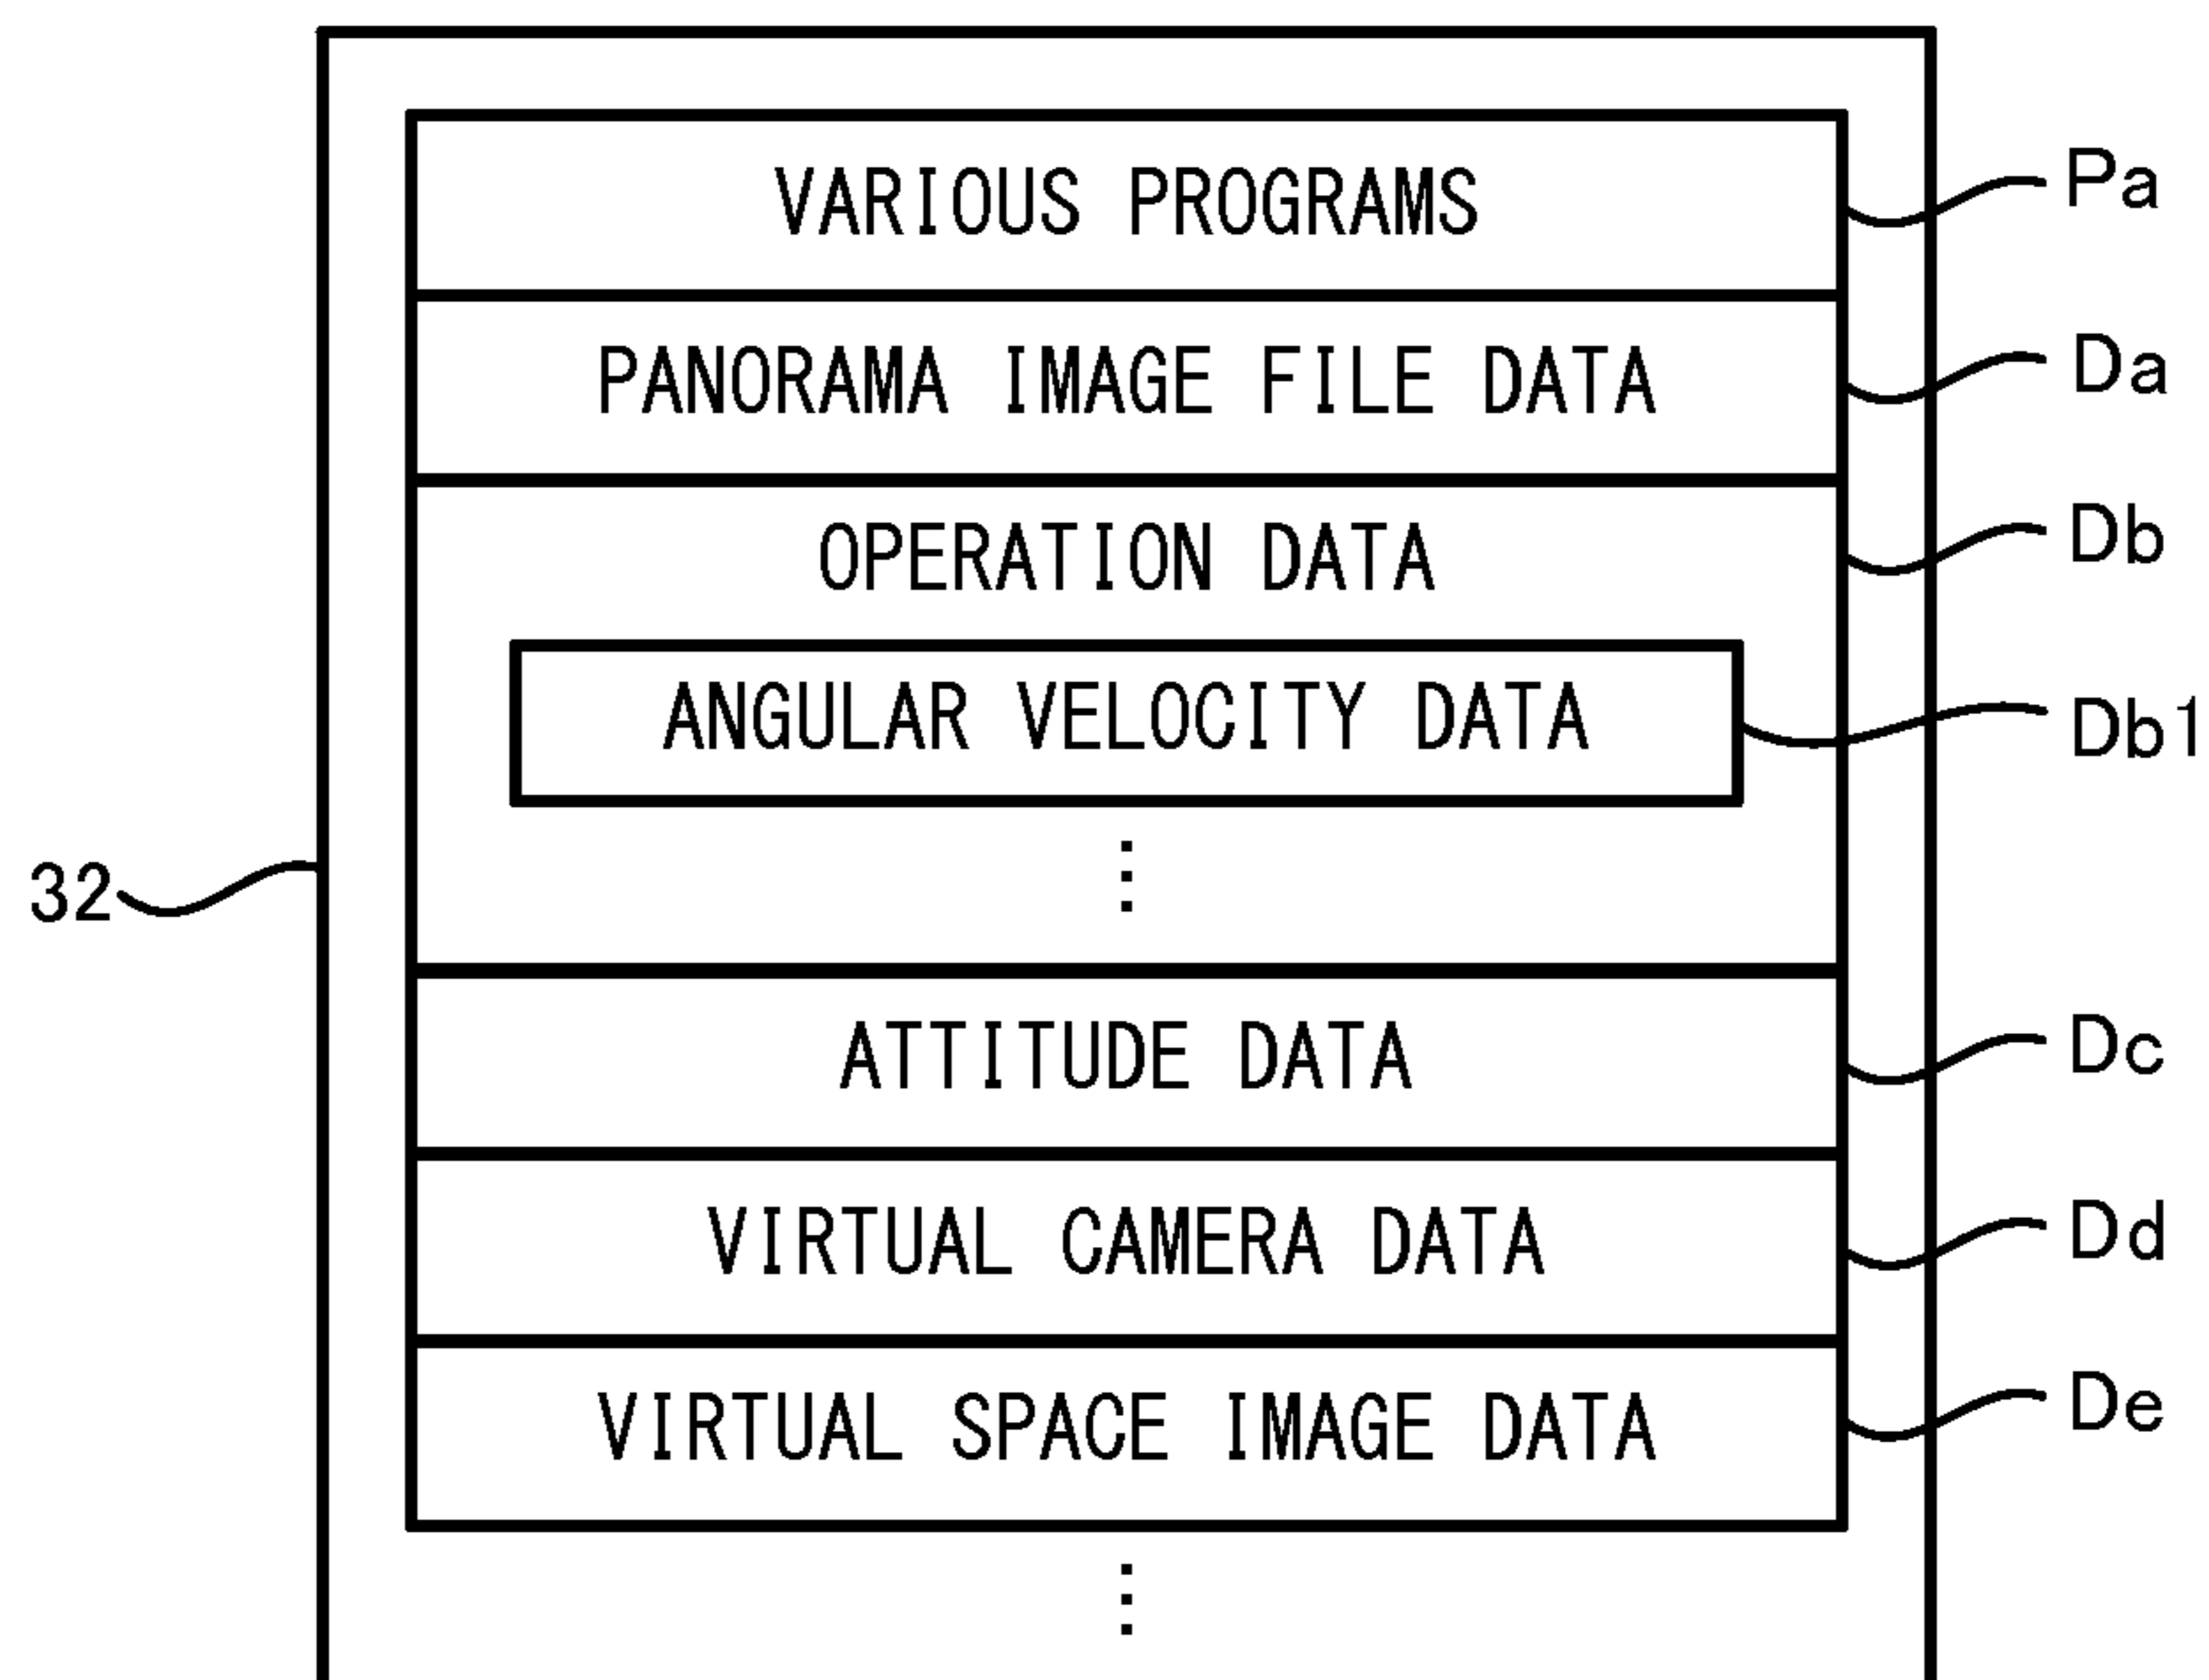 VARIOUS PROGRAMS Pa
PANORAMA IMAGE FILE DATA Da
OPERATION DATA Db
ANGULAR VELOCITY DATA Db1
32
ATTITUDE DATA Dc
VIRTUAL CAMERA DATA Dd
VIRTUAL SPACE IMAGE DATA De